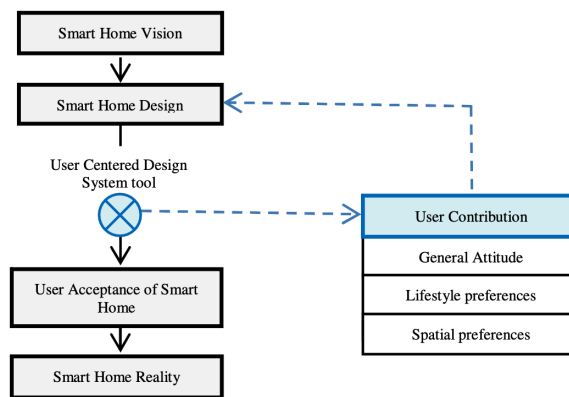 Smart Home Vision
Smart Home Design
User Centered Design
System tool
User Contribution
General Attitude
Lifestyle preferences
Spatial preferences
User Acceptance of Smart
Home
Smart Home Reality